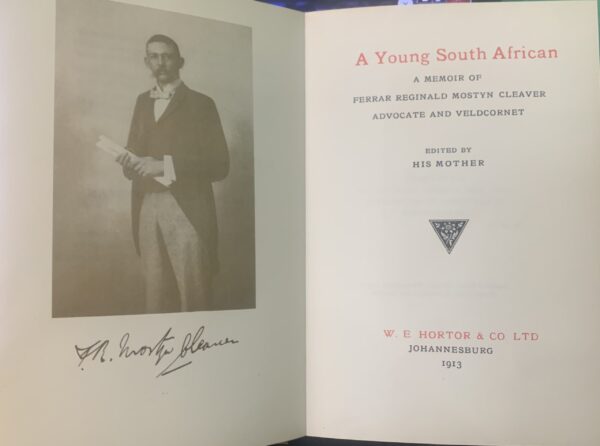 F. R. Mostyn Cleaver
A Young South African
A MEMOIR OF
FERRAR REGINALD MOSTYN CLEAVER
ADVOCATE AND VELDCORNET
EDITED BY
HIS MOTHER
W. E HORTOR & CO LTD
JOHANNESBURG
1913